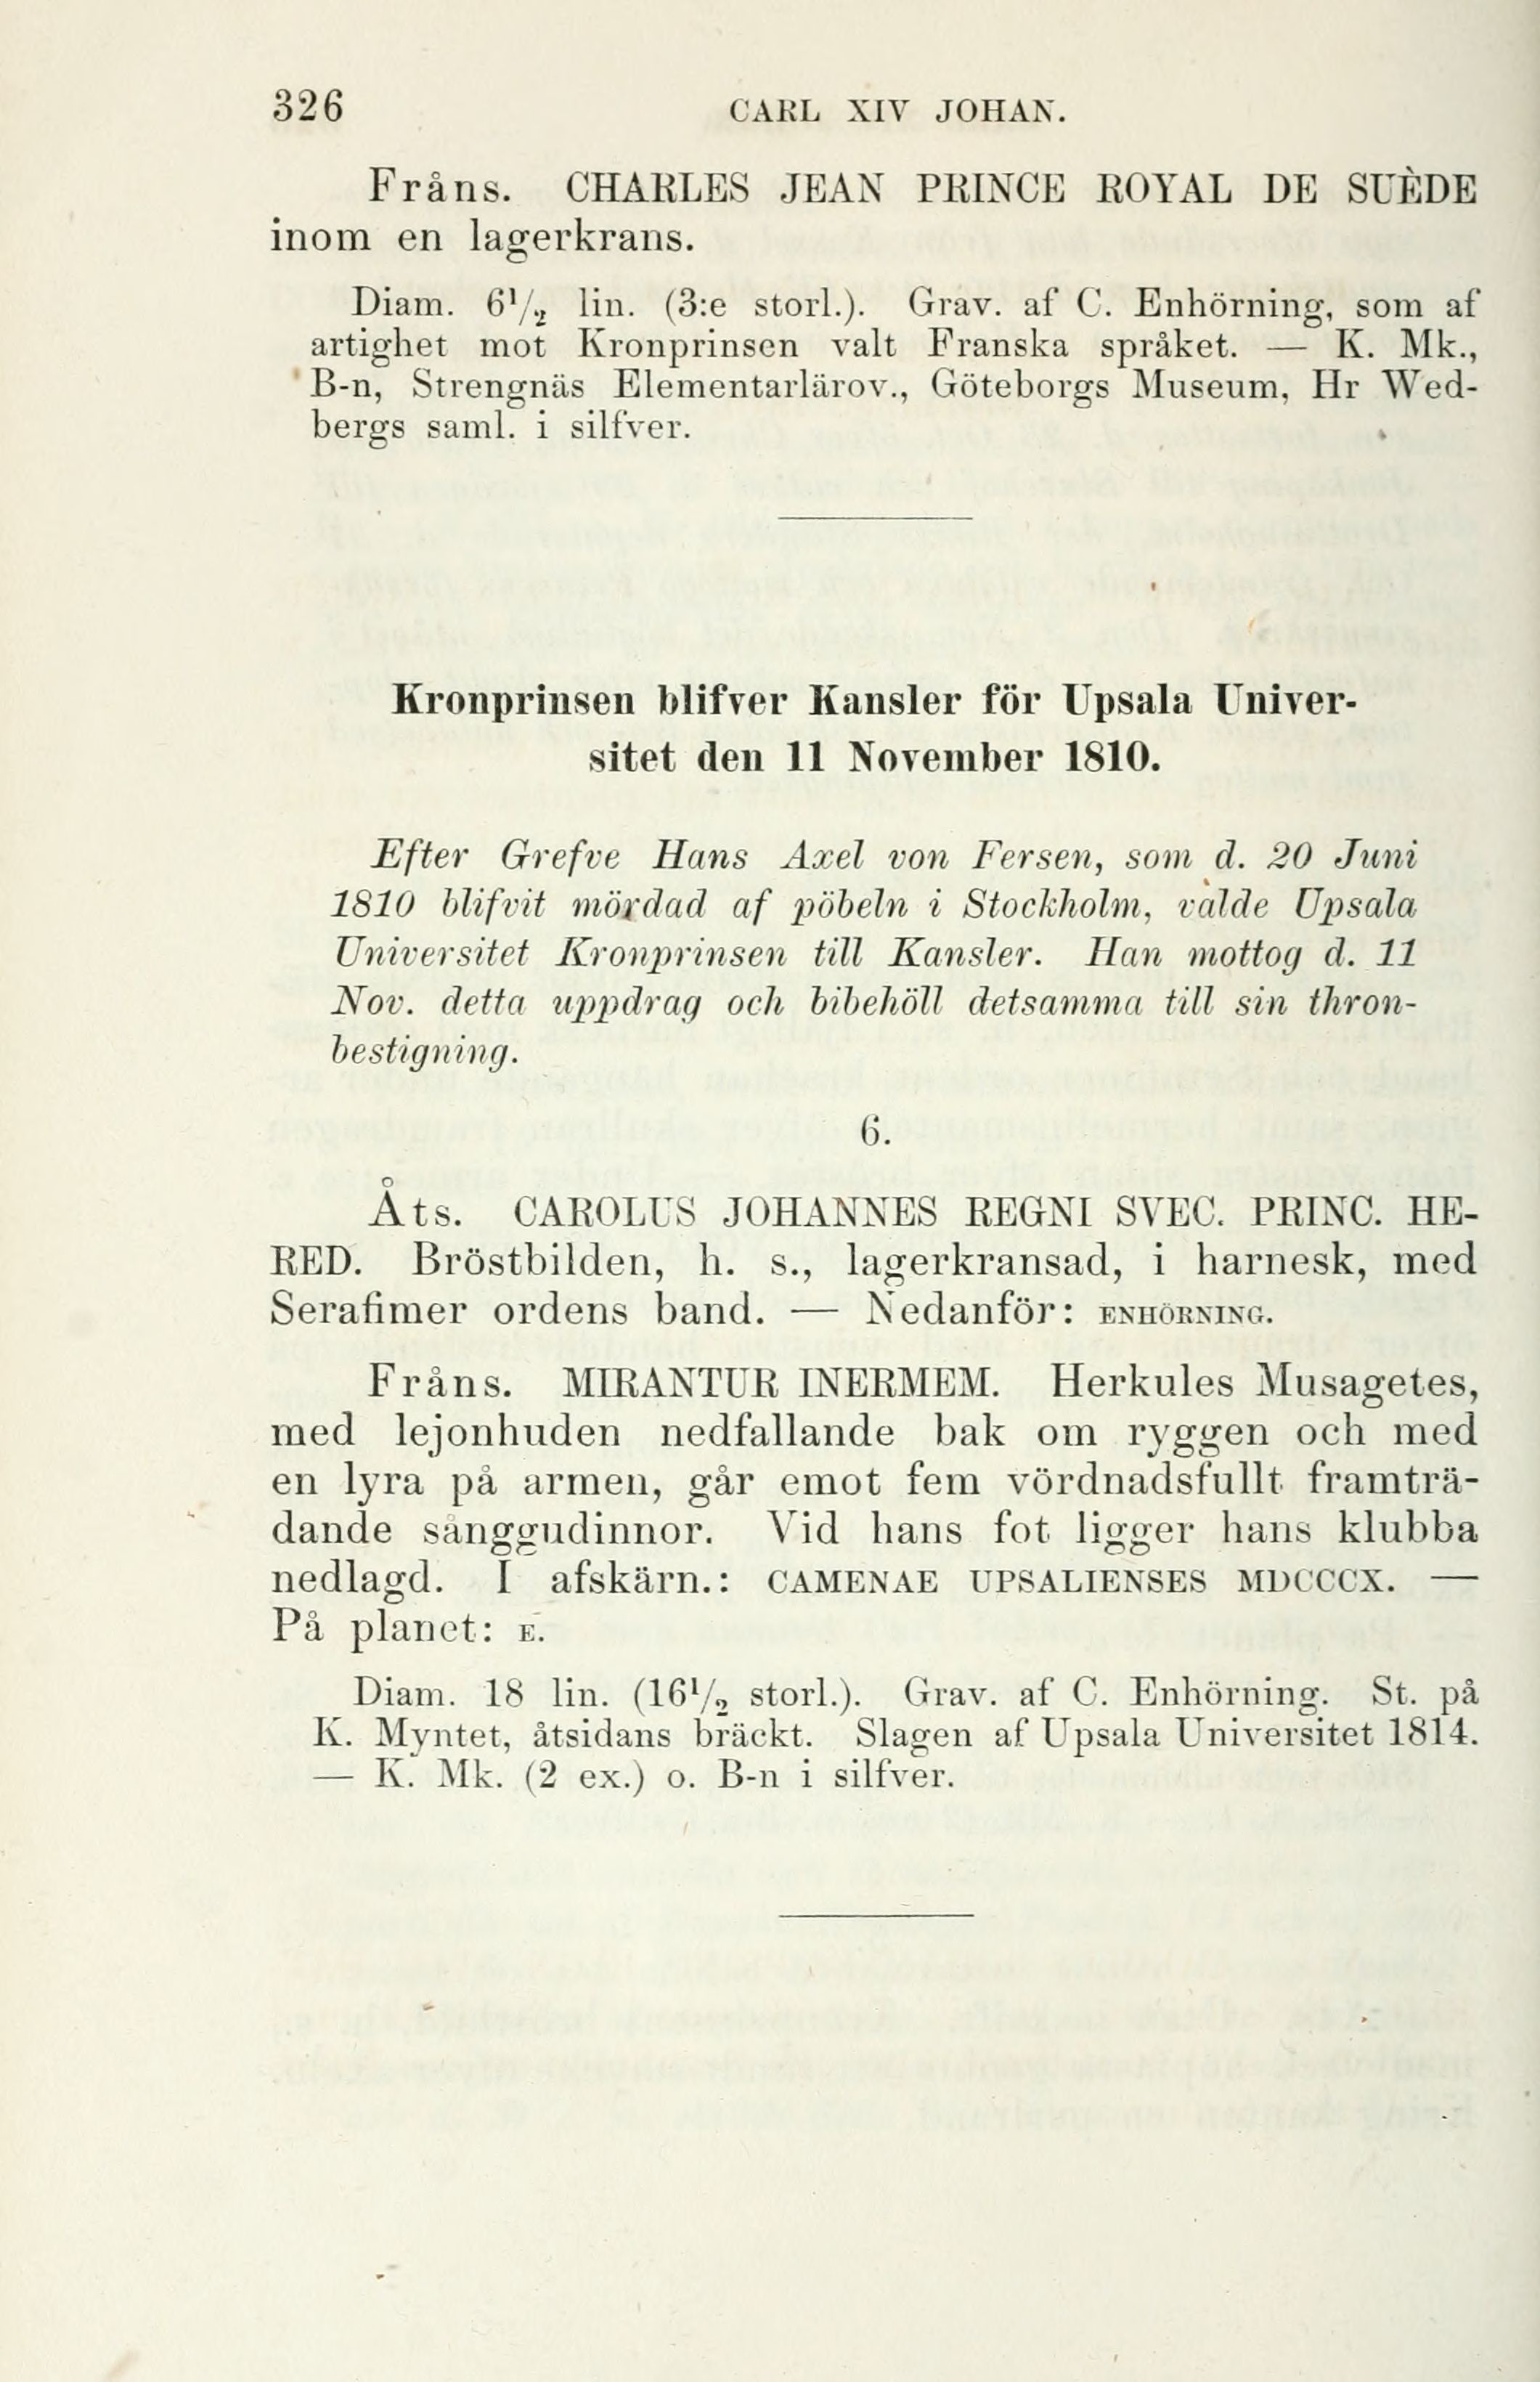 326 CARL XIV JOHAN.
Fråns. CHARLES JEAN PRINCE ROYAL DE SUÈDE
inom en lagerkrans.
Diam. 6¹/₂ lin. (3:e storl.). Grav. af C. Enhörning, som af
artighet mot Kronprinsen valt Franska språket. — K. Mk.,
B-n, Strengnäs Elementarlärov., Göteborgs Museum, Hr Wed-
bergs saml. i silfver.
Kronprinsen blifver Kansler för Upsala Univer-
sitet den 11 November 1810.
Efter Grefve Hans Axel von Fersen, som d. 20 Juni
1810 blifvit mördad af pöbeln i Stockholm, valde Upsala
Universitet Kronprinsen till Kansler. Han mottog d. 11
Nov. detta uppdrag och bibehöll detsamma till sin thron-
bestigning.
6.
Åts. CAROLUS JOHANNES REGNI SVEC. PRINC. HE-
RED. Bröstbilden, h. s., lagerkransad, i harnesk, med
Serafimer ordens band. — Nedanför: ENHÖRNING.
Fråns. MIRANTUR INERMEM. Herkules Musagetes,
med lejonhuden nedfallande bak om ryggen och med
en lyra på armen, går emot fem vördnadsfullt framträ-
dande sånggudinnor. Vid hans fot ligger hans klubba
nedlagd. I afskärn.: CAMENAE UPSALIENSES MDCCCX. —
På planet: E.
Diam. 18 lin. (16¹/₂ storl.). Grav. af C. Enhörning. St. på
K. Myntet, åtsidans bräckt. Slagen af Upsala Universitet 1814.
— K. Mk. (2 ex.) o. B-n i silfver.